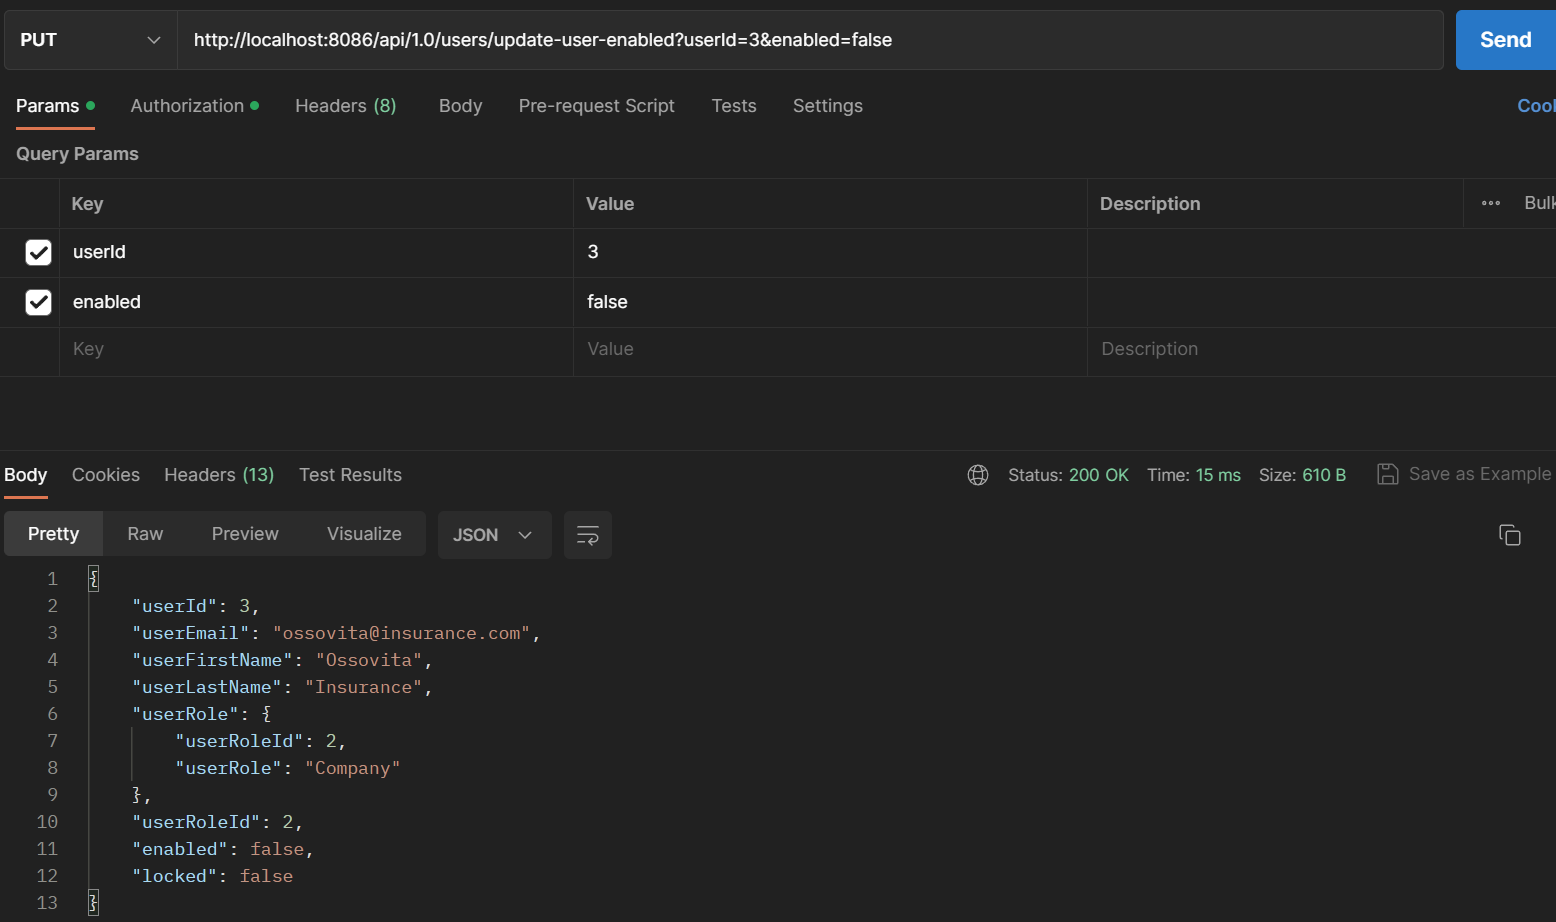 PUT http://localhost:8086/api/1.0/users/update-user-enabled?userId=3&enabled=false Send
Params Authorization Headers (8) Body Pre-request Script Tests Settings
Query Params
Key Value Description
userId 3
enabled false
Key Value Description
Body Cookies Headers (13) Test Results Status: 200 OK Time: 15 ms Size: 610 B Save as Example
Pretty Raw Preview Visualize JSON
1 {
2 "userId": 3,
3 "userEmail": "ossovita@insurance.com",
4 "userFirstName": "Ossovita",
5 "userLastName": "Insurance",
6 "userRole": {
7 "userRoleId": 2,
8 "userRole": "Company"
9 },
10 "userRoleId": 2,
11 "enabled": false,
12 "locked": false
13 }